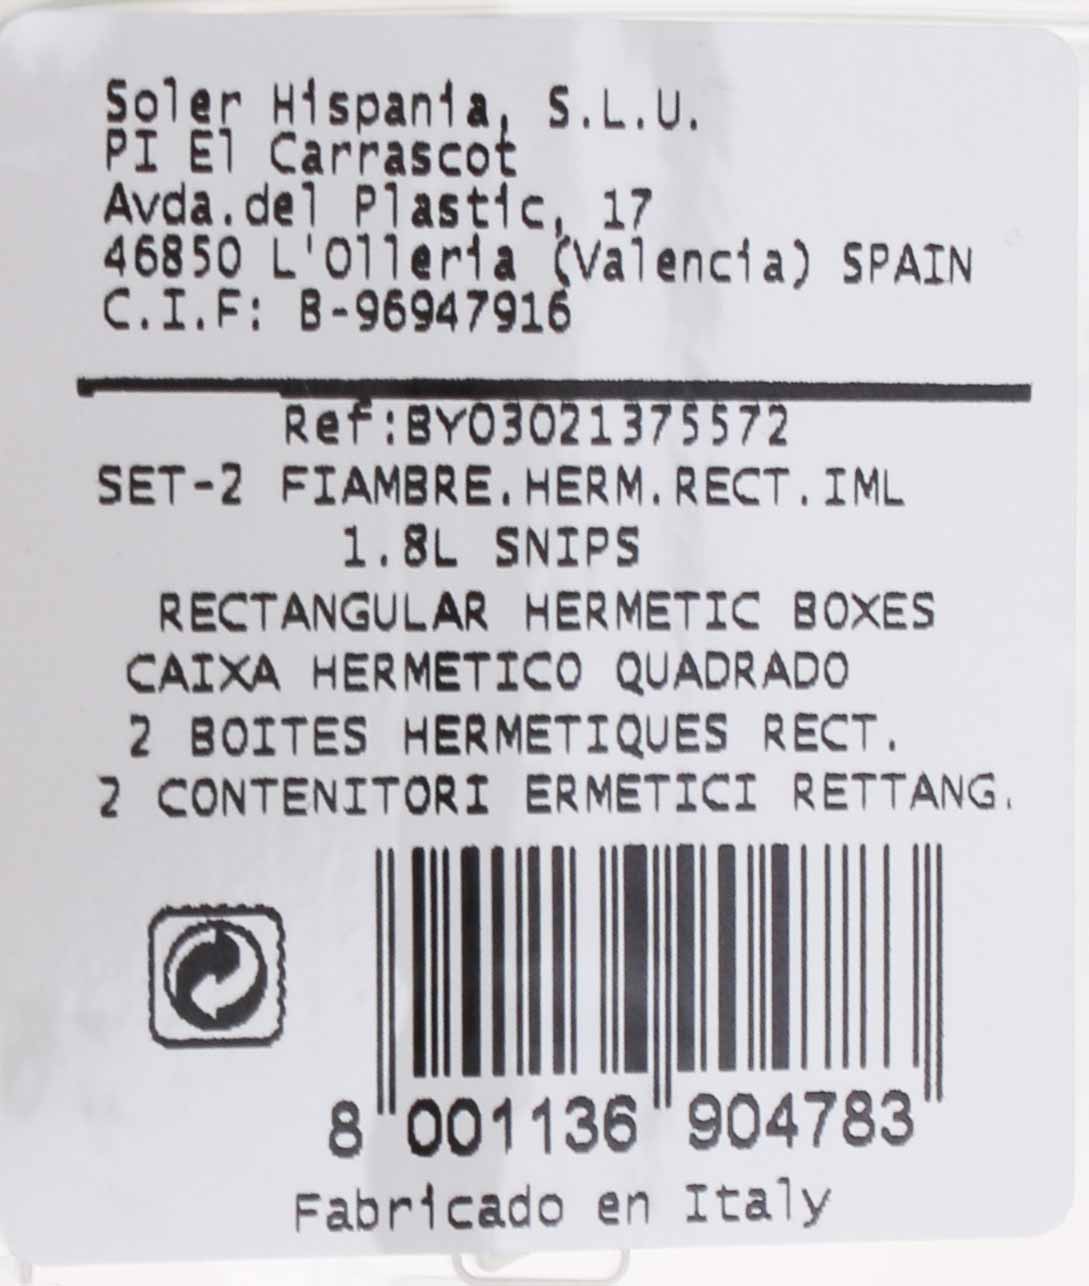 Soler Hispania, S.L.U.
PI El Carrascot
Avda.del Plastic, 17
46850 L'Olleria (Valencia) SPAIN
C.I.F: B-96947916
Ref:BY03021375572
SET-2 FIAMBRE.HERM.RECT.IML
1.8L SNIPS
RECTANGULAR HERMETIC BOXES
CAIXA HERMETICO QUADRADO
2 BOITES HERMETIQUES RECT.
2 CONTENITORI ERMETICI RETTANG.
8 001136 904783
Fabricado en Italy